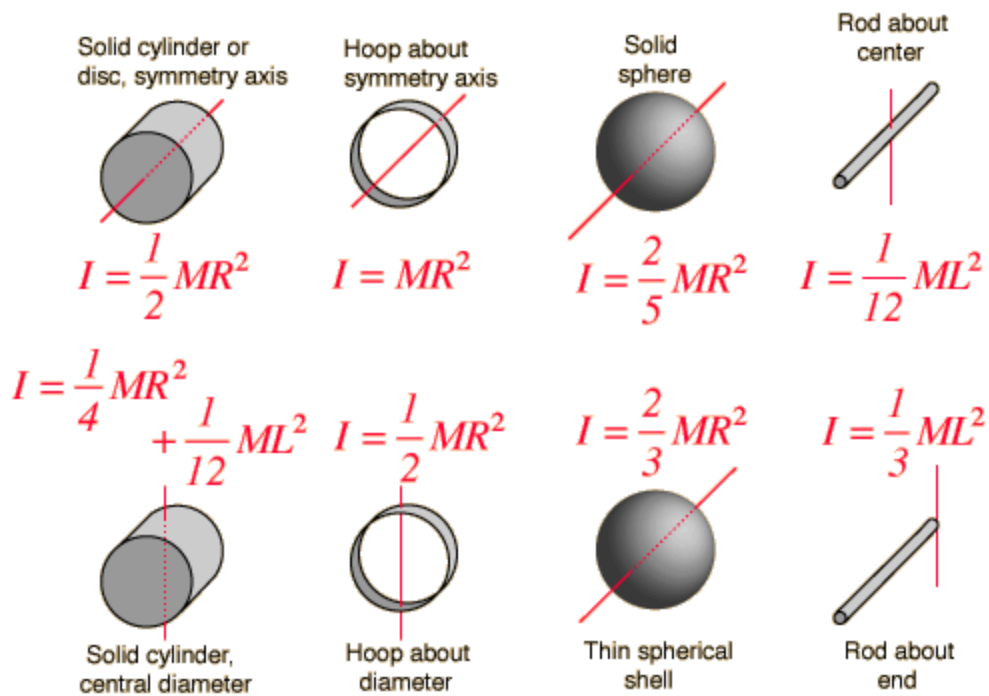 Solid cylinder or
disc, symmetry axis
Hoop about
symmetry axis
Solid
sphere
Rod about
center
I = 1/2 MR²
I = MR²
I = 2/5 MR²
I = 1/12 ML²
I = 1/4 MR²
+ 1/12 ML²
I = 1/2 MR²
I = 2/3 MR²
I = 1/3 ML²
Solid cylinder,
central diameter
Hoop about
diameter
Thin spherical
shell
Rod about
end